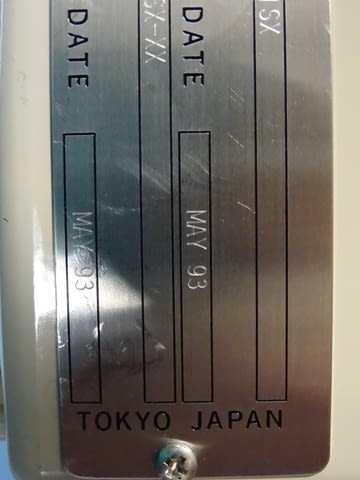 SX
DATE
MAY 93
SX-XX
DATE
MAY 93
TOKYO JAPAN